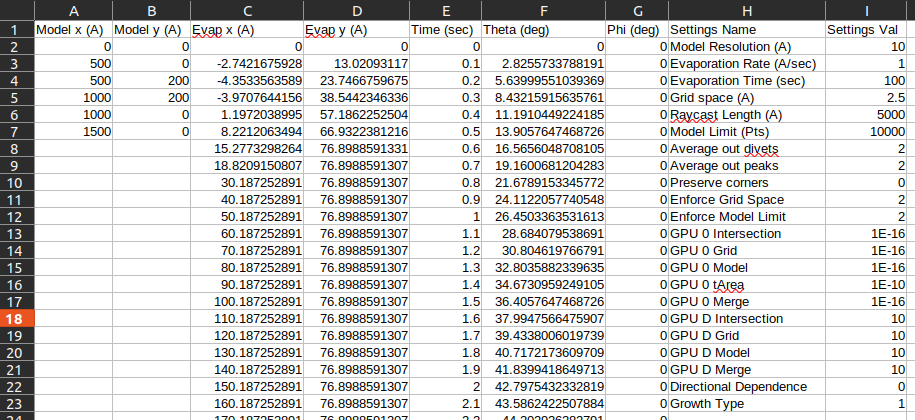 A B C D E F G H I
1 Model x (A) Model y (A) Evap x (A) Evap y (A) Time (sec) Theta (deg) Phi (deg) Settings Name Settings Val
2 0 0 0 0 0 0 0 Model Resolution (A) 10
3 500 0 -2.7421675928 13.02093117 0.1 2.8255733788191 0 Evaporation Rate (A/sec) 1
4 500 200 -4.3533563589 23.7466759675 0.2 5.63999551039369 0 Evaporation Time (sec) 100
5 1000 200 -3.9707644156 38.5442346336 0.3 8.43215915635761 0 Grid space (A) 2.5
6 1000 0 1.1972038995 57.1862252504 0.4 11.1910449224185 0 Raycast Length (A) 5000
7 1500 0 8.2212063494 66.9322381216 0.5 13.9057647468726 0 Model Limit (Pts) 10000
8 15.2773298264 76.8988591331 0.6 16.5656048708105 0 Average out divets 2
9 18.8209150807 76.8988591307 0.7 19.1600681204283 0 Average out peaks 2
10 30.187252891 76.8988591307 0.8 21.6789153345772 0 Preserve corners 0
11 40.187252891 76.8988591307 0.9 24.1122057740548 0 Enforce Grid Space 2
12 50.187252891 76.8988591307 1 26.4503363531613 0 Enforce Model Limit 2
13 60.187252891 76.8988591307 1.1 28.684079538691 0 GPU 0 Intersection 1E-16
14 70.187252891 76.8988591307 1.2 30.804619766791 0 GPU 0 Grid 1E-16
15 80.187252891 76.8988591307 1.3 32.8035882339635 0 GPU 0 Model 1E-16
16 90.187252891 76.8988591307 1.4 34.6730959249105 0 GPU 0 tArea 1E-10
17 100.187252891 76.8988591307 1.5 36.4057647468726 0 GPU 0 Merge 1E-16
18 110.187252891 76.8988591307 1.6 37.9947566475907 0 GPU D Intersection 10
19 120.187252891 76.8988591307 1.7 39.4338006019739 0 GPU D Grid 10
20 130.187252891 76.8988591307 1.8 40.7172173609709 0 GPU D Model 10
21 140.187252891 76.8988591307 1.9 41.8399418649713 0 GPU D Merge 10
22 150.187252891 76.8988591307 2 42.7975432332819 0 Directional Dependence 0
23 160.187252891 76.8988591307 2.1 43.5862422507884 0 Growth Type 1